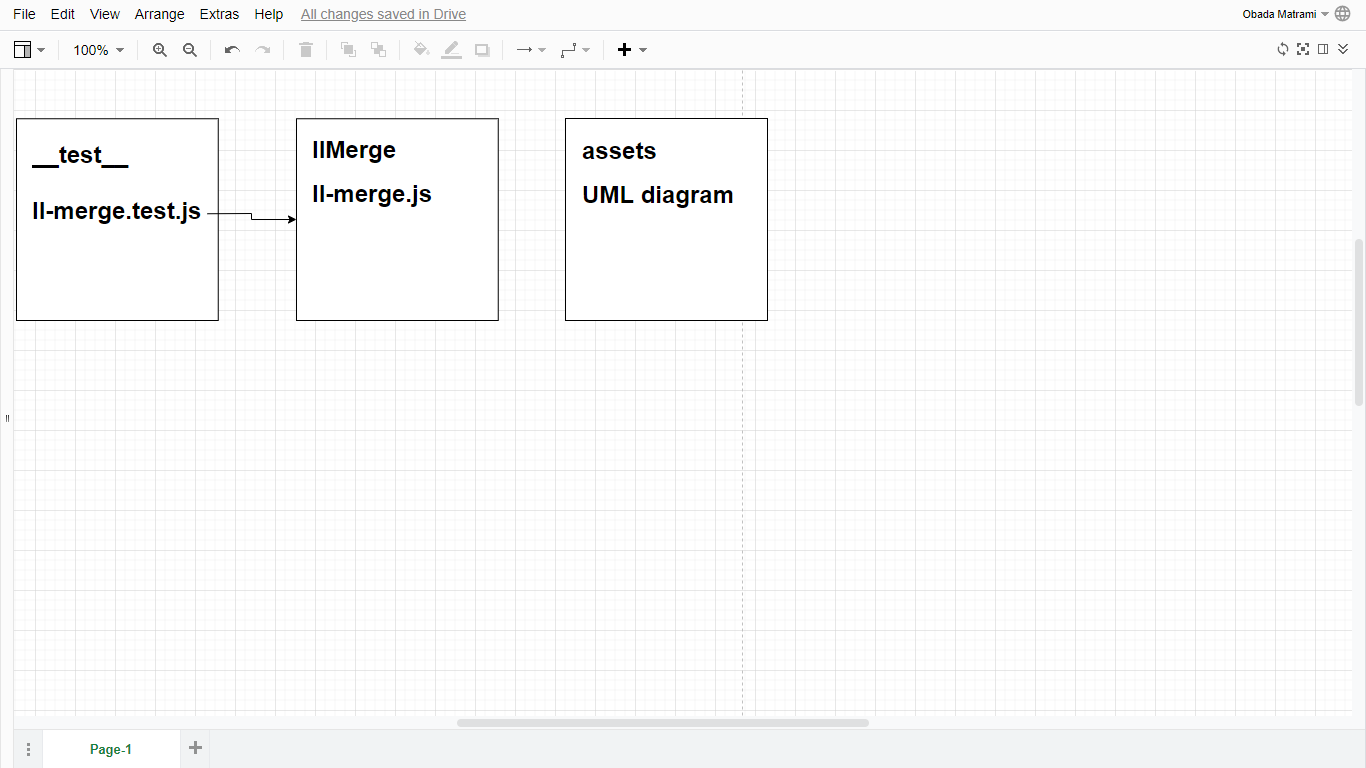 File Edit View Arrange Extras Help All changes saved in Drive Obada Matrami
100%
__test__
ll-merge.test.js
llMerge
ll-merge.js
assets
UML diagram
Page-1